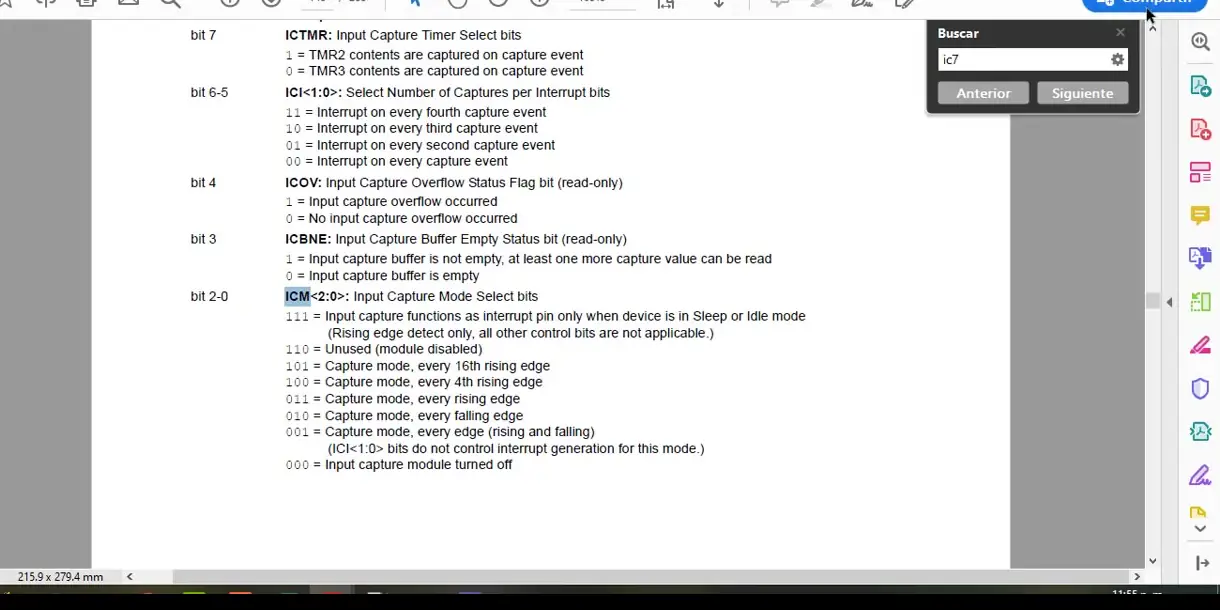 Compartir
bit 7 ICTMR: Input Capture Timer Select bits
1 = TMR2 contents are captured on capture event
0 = TMR3 contents are captured on capture event
bit 6-5 ICI<1:0>: Select Number of Captures per Interrupt bits
11 = Interrupt on every fourth capture event
10 = Interrupt on every third capture event
01 = Interrupt on every second capture event
00 = Interrupt on every capture event
bit 4 ICOV: Input Capture Overflow Status Flag bit (read-only)
1 = Input capture overflow occurred
0 = No input capture overflow occurred
bit 3 ICBNE: Input Capture Buffer Empty Status bit (read-only)
1 = Input capture buffer is not empty, at least one more capture value can be read
0 = Input capture buffer is empty
bit 2-0 ICM<2:0>: Input Capture Mode Select bits
111 = Input capture functions as interrupt pin only when device is in Sleep or Idle mode
(Rising edge detect only, all other control bits are not applicable.)
110 = Unused (module disabled)
101 = Capture mode, every 16th rising edge
100 = Capture mode, every 4th rising edge
011 = Capture mode, every rising edge
010 = Capture mode, every falling edge
001 = Capture mode, every edge (rising and falling)
(ICI<1:0> bits do not control interrupt generation for this mode.)
000 = Input capture module turned off
Buscar
ic7
Anterior Siguiente
215.9 x 279.4 mm